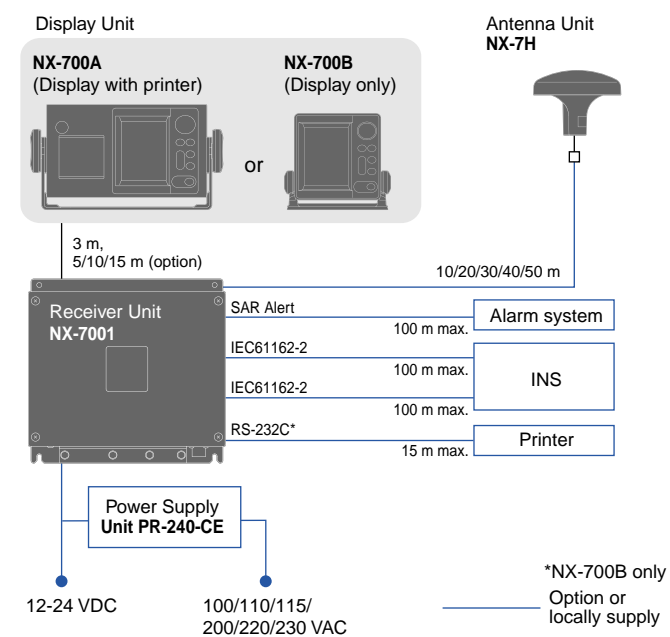 Display Unit
NX-700A
(Display with printer)
or
NX-700B
(Display only)
Antenna Unit
NX-7H
3 m,
5/10/15 m (option)
10/20/30/40/50 m
Receiver Unit
NX-7001
SAR Alert
100 m max.
Alarm system
IEC61162-2
100 m max.
IEC61162-2
100 m max.
INS
RS-232C*
15 m max.
Printer
Power Supply
Unit PR-240-CE
12-24 VDC
100/110/115/
200/220/230 VAC
*NX-700B only
Option or
locally supply